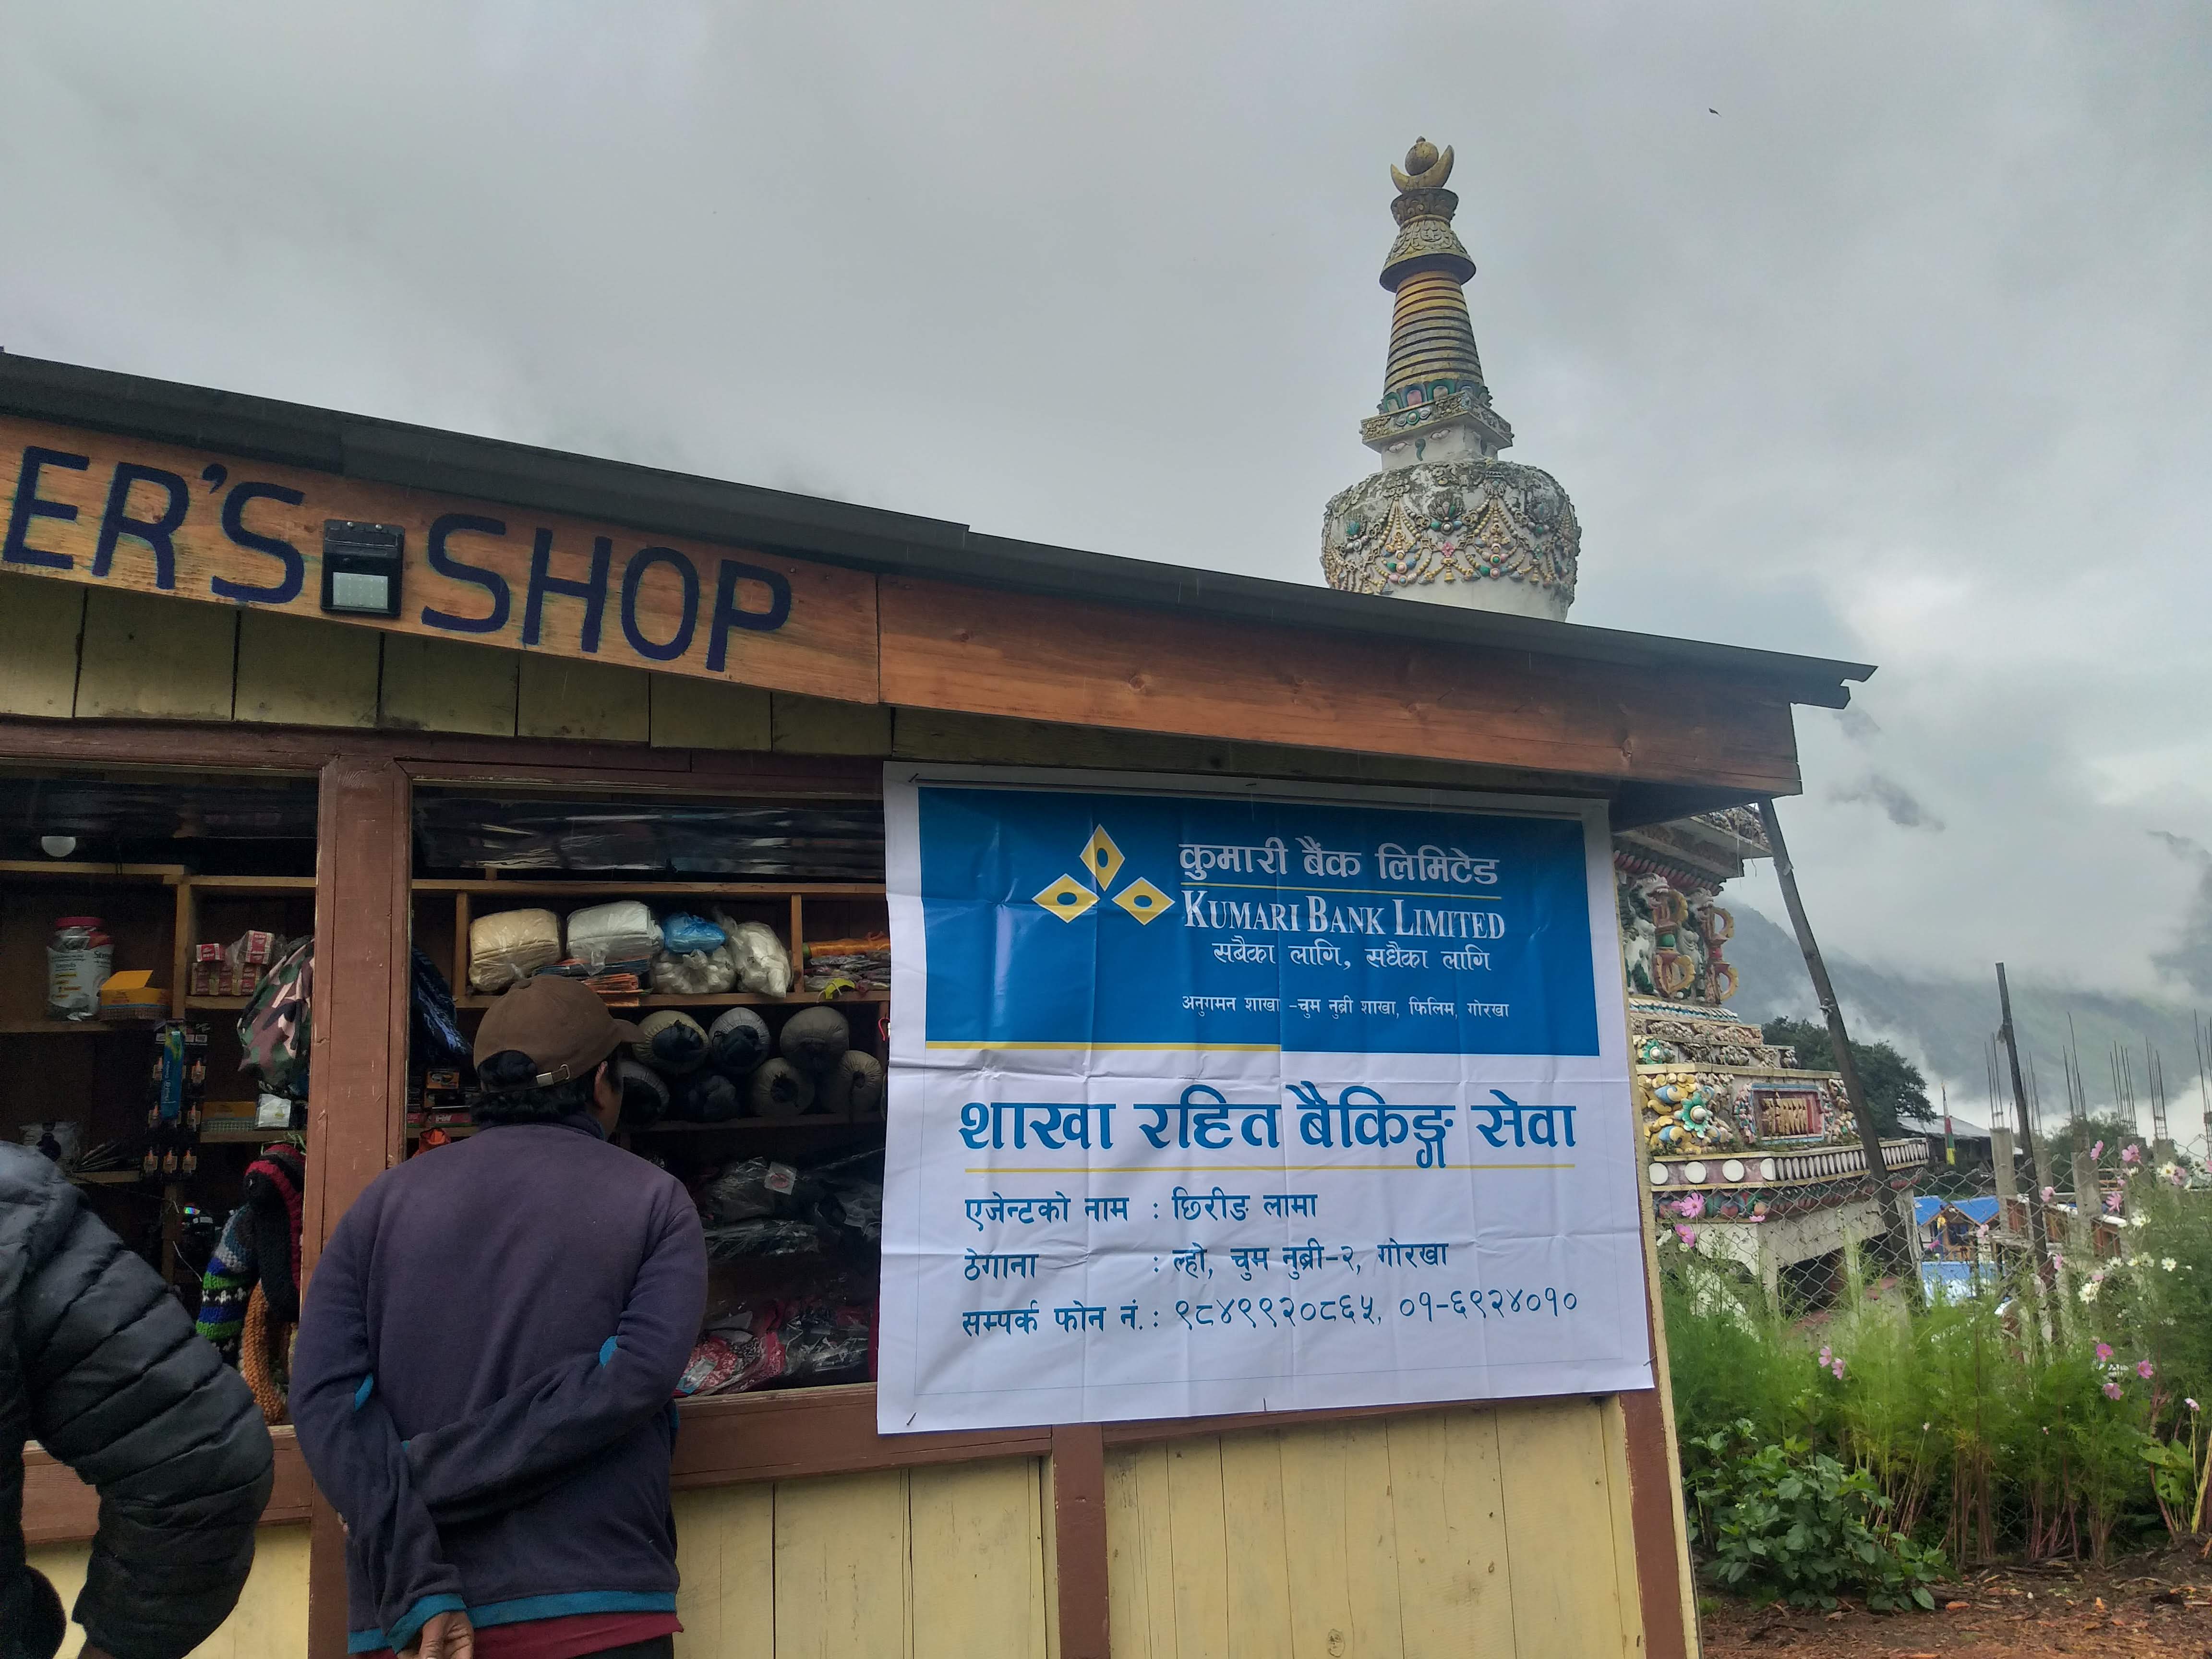 ER'S SHOP
कुमारी बैंक लिमिटेड
KUMARI BANK LIMITED
सबैका लागि, सधैका लागि
अनुगमन शाखा -चुम नुब्री शाखा, फिलिम, गोरखा
शाखा रहित बैकिङ्ग सेवा
एजेन्टको नाम : छिरीङ लामा
ठेगाना : ल्हो, चुम नुब्री-२, गोरखा
सम्पर्क फोन नं. : ९८४९९२०८६५, ०१-६९२४०१०